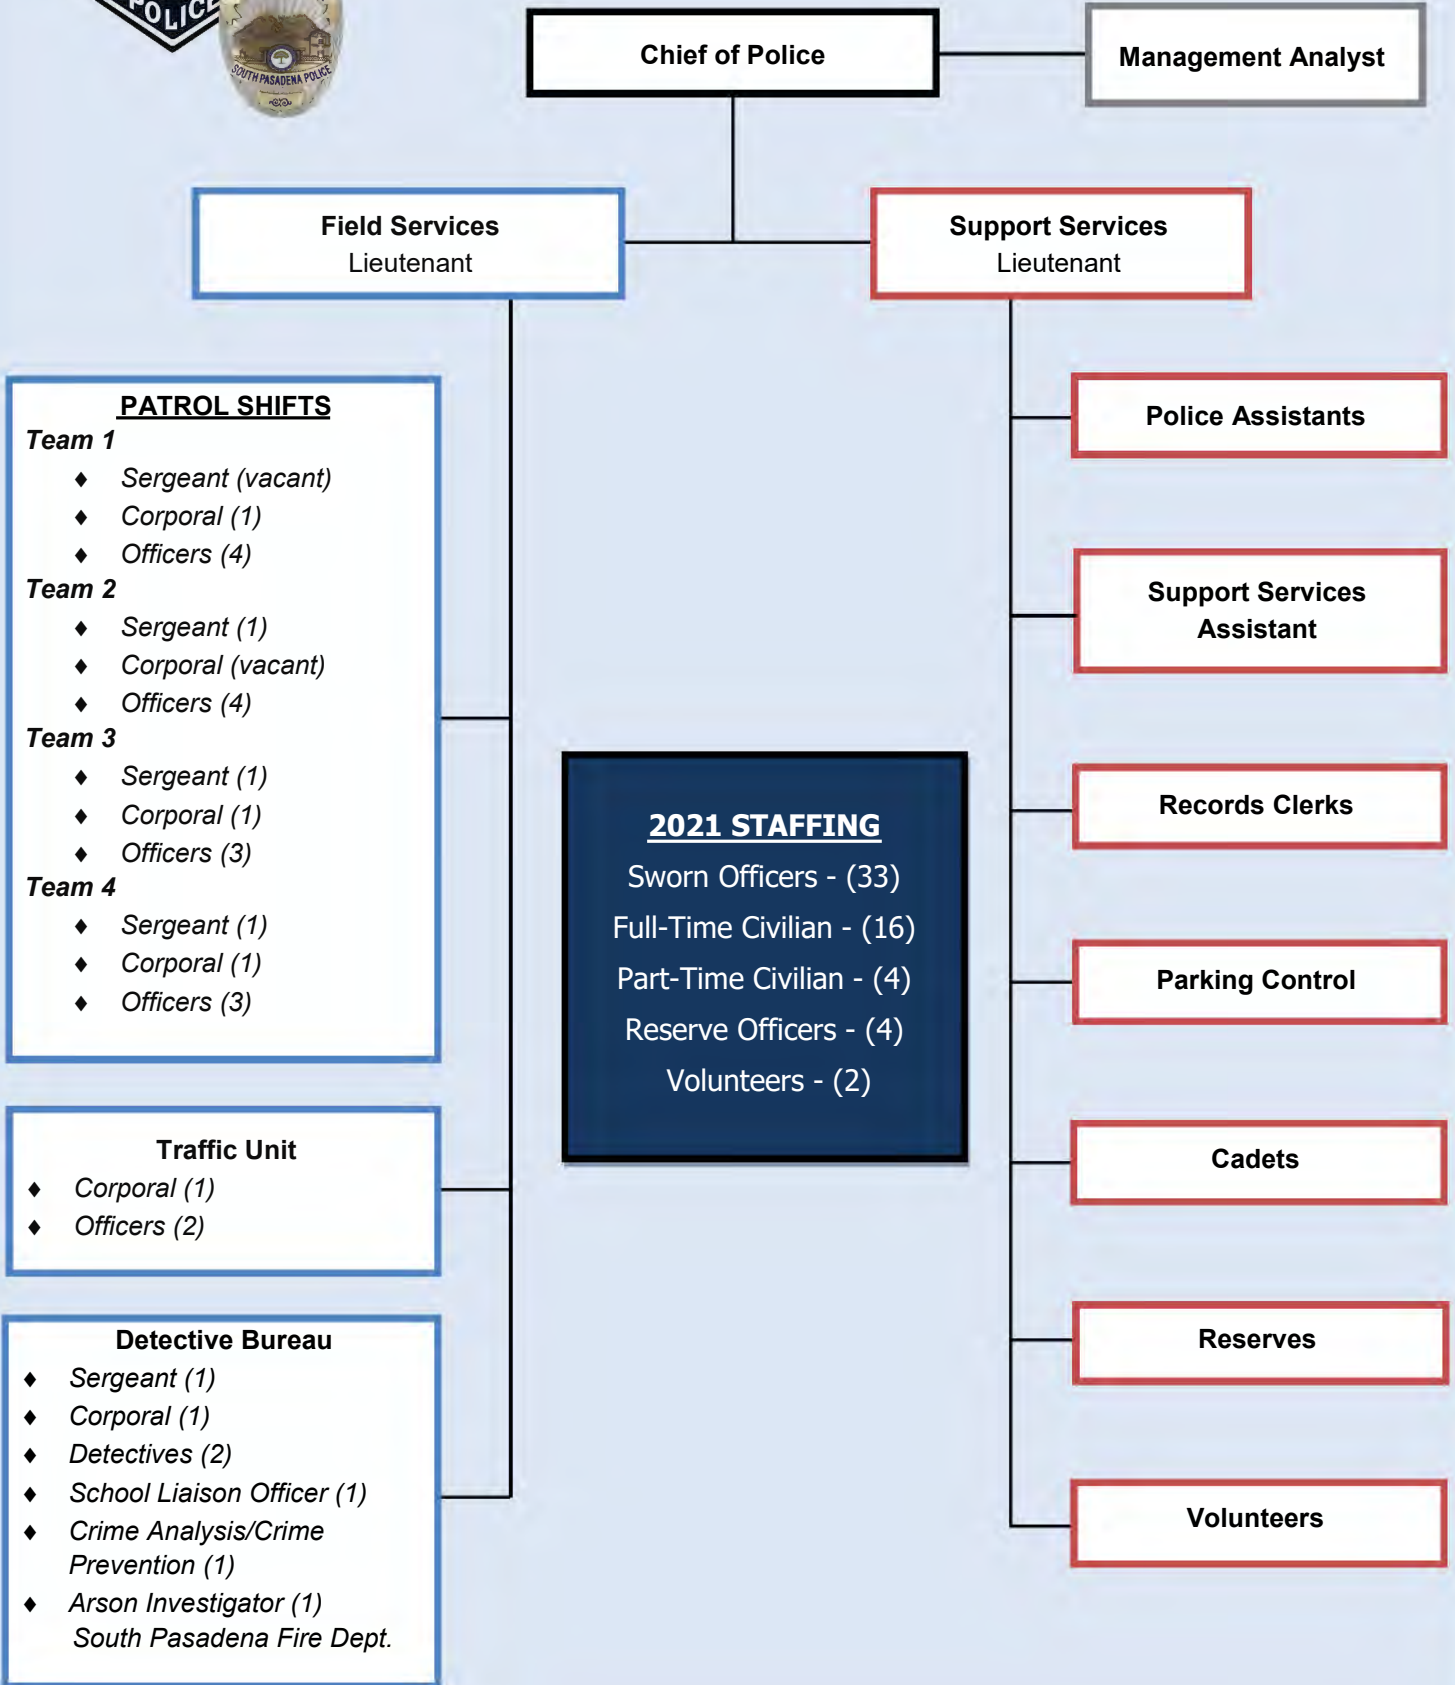 POLICE
SOUTH PASADENA POLICE
Chief of Police
Management Analyst
Field Services
Lieutenant
Support Services
Lieutenant
PATROL SHIFTS
Team 1
♦ Sergeant (vacant)
♦ Corporal (1)
♦ Officers (4)
Team 2
♦ Sergeant (1)
♦ Corporal (vacant)
♦ Officers (4)
Team 3
♦ Sergeant (1)
♦ Corporal (1)
♦ Officers (3)
Team 4
♦ Sergeant (1)
♦ Corporal (1)
♦ Officers (3)
Traffic Unit
♦ Corporal (1)
♦ Officers (2)
Detective Bureau
♦ Sergeant (1)
♦ Corporal (1)
♦ Detectives (2)
♦ School Liaison Officer (1)
♦ Crime Analysis/Crime
Prevention (1)
♦ Arson Investigator (1)
South Pasadena Fire Dept.
2021 STAFFING
Sworn Officers - (33)
Full-Time Civilian - (16)
Part-Time Civilian - (4)
Reserve Officers - (4)
Volunteers - (2)
Police Assistants
Support Services
Assistant
Records Clerks
Parking Control
Cadets
Reserves
Volunteers